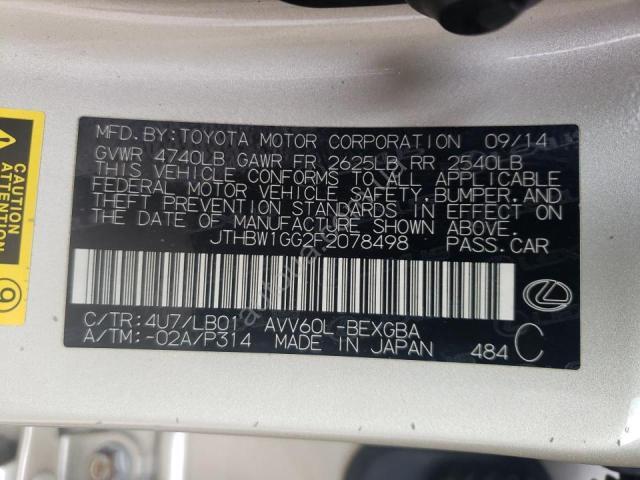 MFD.BY:TOYOTA MOTOR CORPORATION 09/14
GVWR 4740LB GAWR FR 2625LB RR 2540LB
THIS VEHICLE CONFORMS TO ALL APPLICABLE
FEDERAL MOTOR VEHICLE SAFETY,BUMPER,AND
THEFT PREVENTION STANDARDS IN EFFECT ON
THE DATE OF MANUFACTURE SHOWN ABOVE.
JTHBW1GG2F2078498 PASS.CAR
C/TR:4U7/LB01 AVV60L-BEXGBA
A/TM:-02A/P314 MADE IN JAPAN 484 C
9